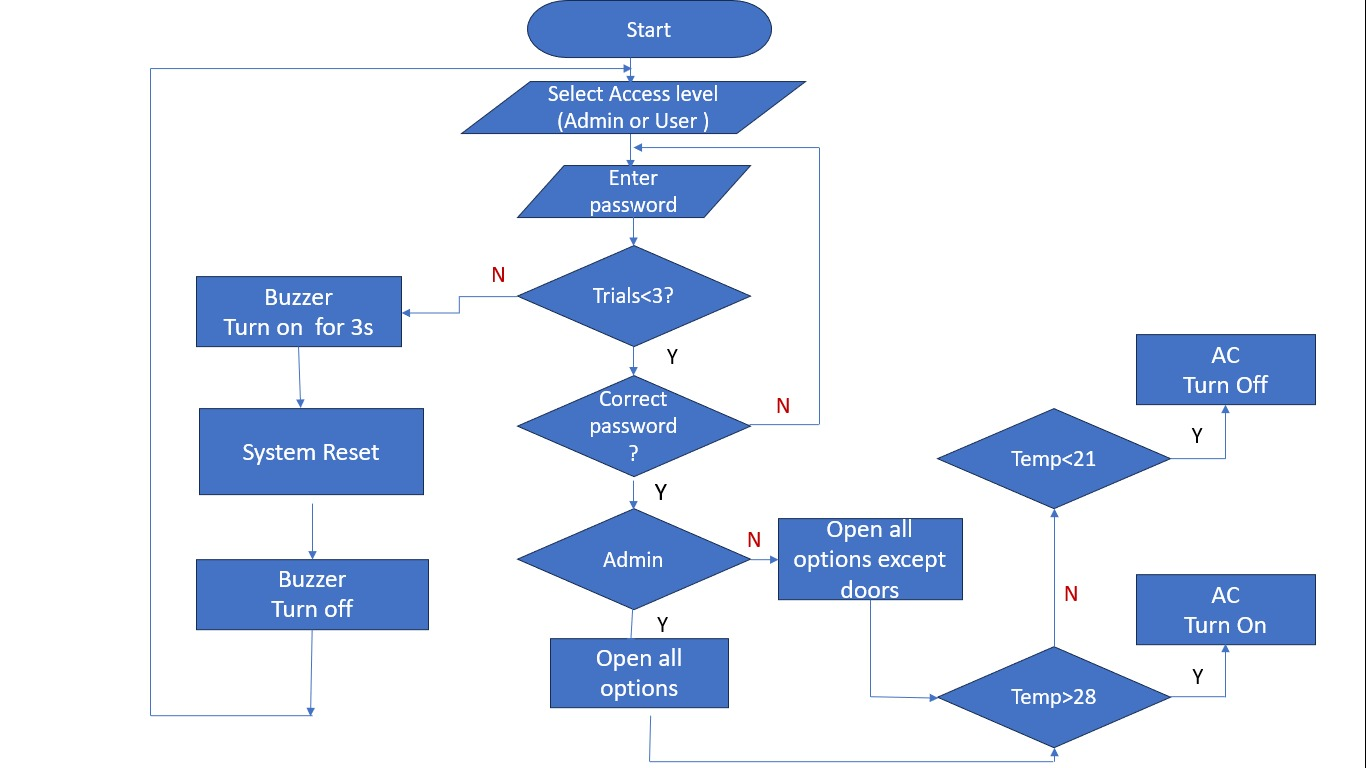 Start
Select Access level
(Admin or User )
Enter
password
N
Trials<3?
Buzzer
Turn on  for 3s
Y
AC
Turn Off
Correct
password
?
N
Y
System Reset
Temp<21
Y
Admin
N
Open all
options except
doors
Buzzer
Turn off
N
AC
Turn On
Y
Open all
options
Temp>28
Y